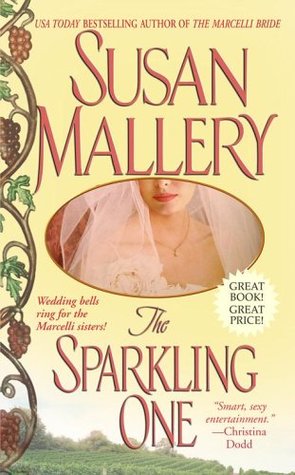 USA TODAY BESTSELLING AUTHOR OF THE MARCELLI BRIDE
SUSAN
MALLERY
Wedding bells
ring for the
Marcelli sisters!
GREAT
BOOK!
GREAT
PRICE!
The
SPARKLING
ONE
"Smart, sexy
entertainment."
—Christina
Dodd